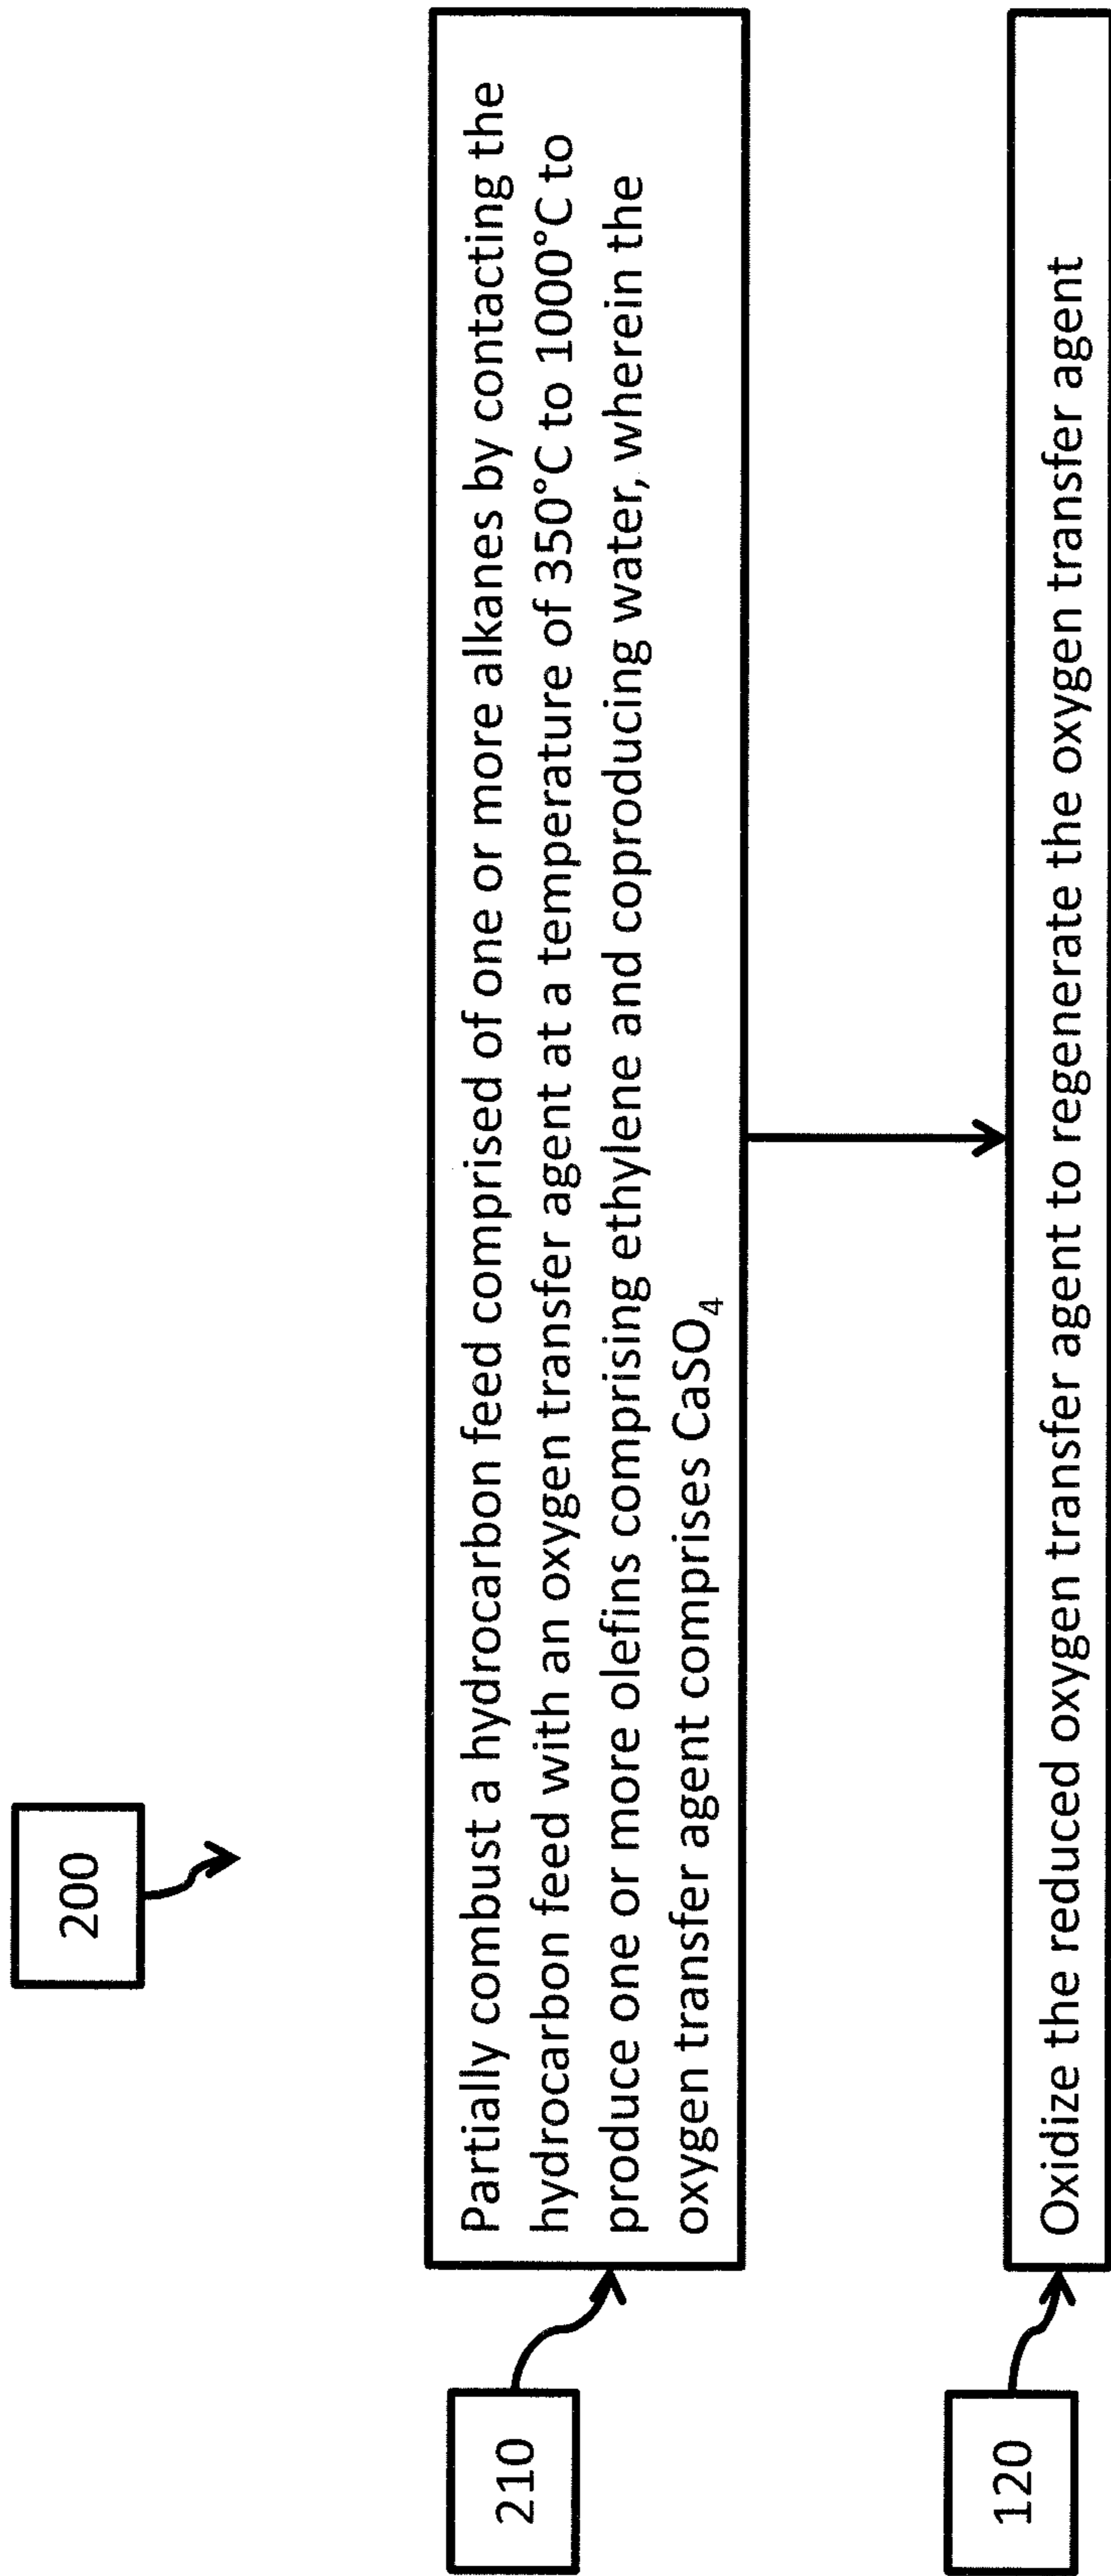 200
210
Partially combust a hydrocarbon feed comprised of one or more alkanes by contacting the
hydrocarbon feed with an oxygen transfer agent at a temperature of 350°C to 1000°C to
produce one or more olefins comprising ethylene and coproducing water, wherein the
oxygen transfer agent comprises CaSO₄
120
Oxidize the reduced oxygen transfer agent to regenerate the oxygen transfer agent